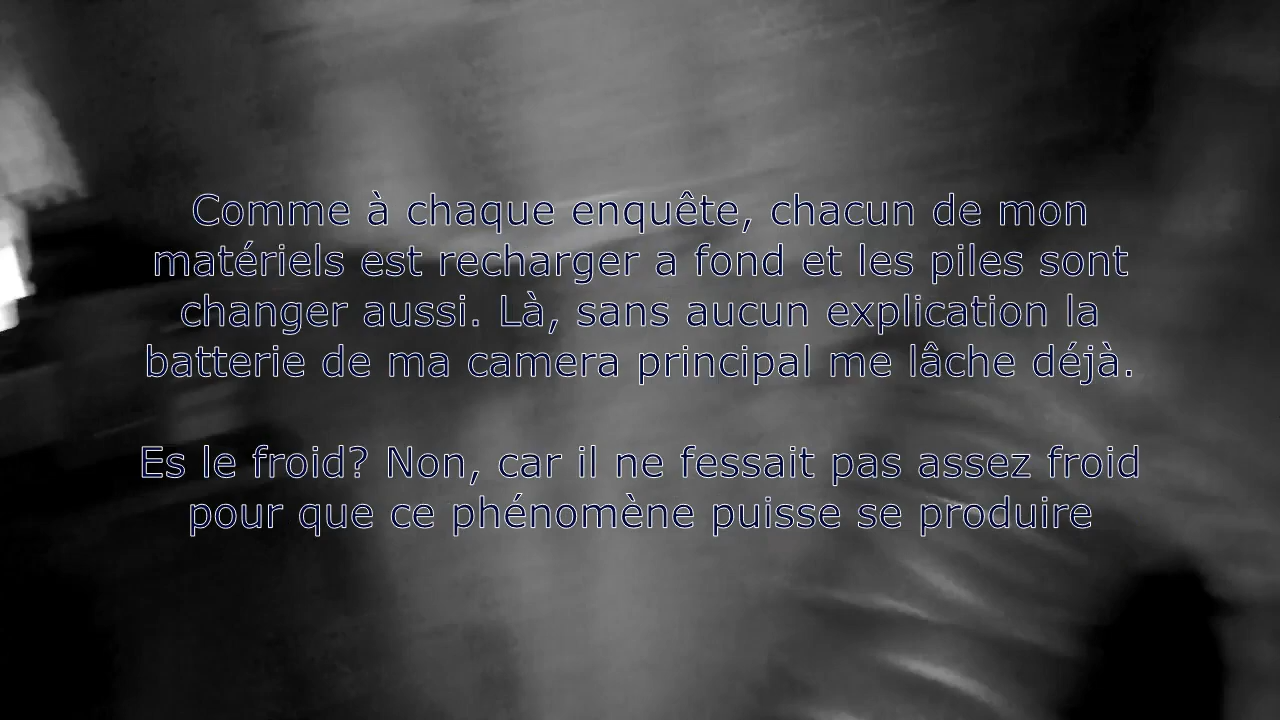 Comme à chaque enquête, chacun de mon
matériels est recharger a fond et les piles sont
changer aussi. Là, sans aucun explication la
batterie de ma camera principal me lâche déjà.
Es le froid? Non, car il ne fessait pas assez froid
pour que ce phénomène puisse se produire